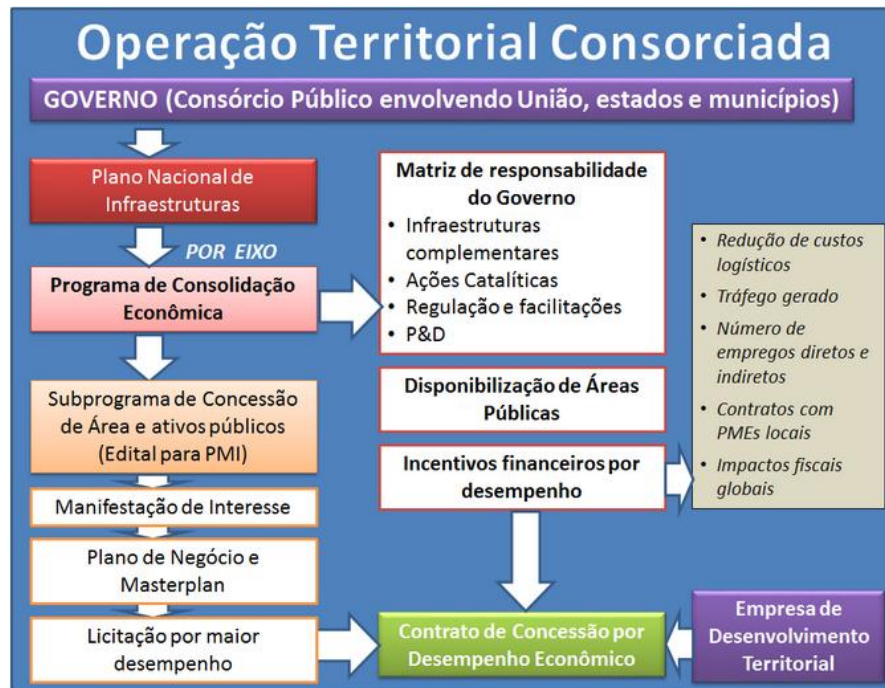 Operação Territorial Consorciada
GOVERNO (Consórcio Público envolvendo União, estados e municípios)
Plano Nacional de
Infraestruturas
POR EIXO
Programa de Consolidação
Econômica
Subprograma de Concessão
de Área e ativos públicos
(Edital para PMI)
Manifestação de Interesse
Plano de Negócio e
Masterplan
Licitação por maior
desempenho
Matriz de responsabilidade
do Governo
• Infraestruturas
complementares
• Ações Catalíticas
• Regulação e facilitações
• P&D
Disponibilização de Áreas
Públicas
Incentivos financeiros por
desempenho
• Redução de custos
logísticos
• Tráfego gerado
• Número de
empregos diretos e
indiretos
• Contratos com
PMEs locais
• Impactos fiscais
globais
Contrato de Concessão por
Desempenho Econômico
Empresa de
Desenvolvimento
Territorial